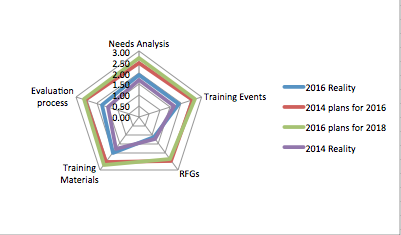 Needs Analysis
3.00
2.50
2.00
1.50
1.00
0.50
0.00
Evaluation
process
Training Events
Training
Materials
RFGs
2016 Reality
2014 plans for 2016
2016 plans for 2018
2014 Reality